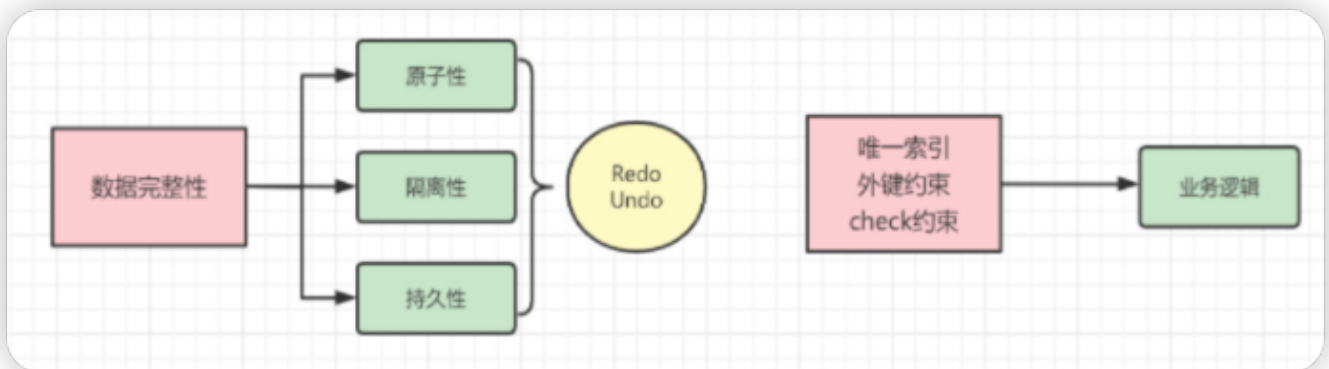 数据完整性
原子性
隔离性
持久性
Redo
Undo
唯一索引
外键约束
check约束
业务逻辑